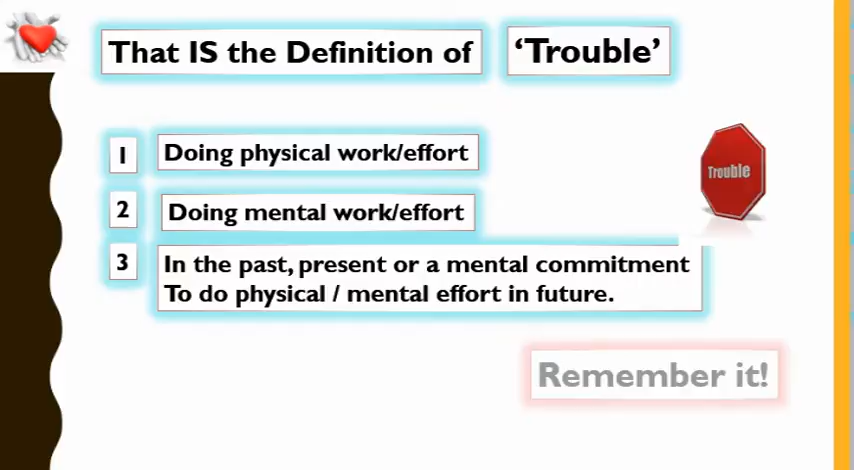 That IS the Definition of 'Trouble'
1 Doing physical work/effort
2 Doing mental work/effort
3 In the past, present or a mental commitment
To do physical / mental effort in future.
Trouble
Remember it!